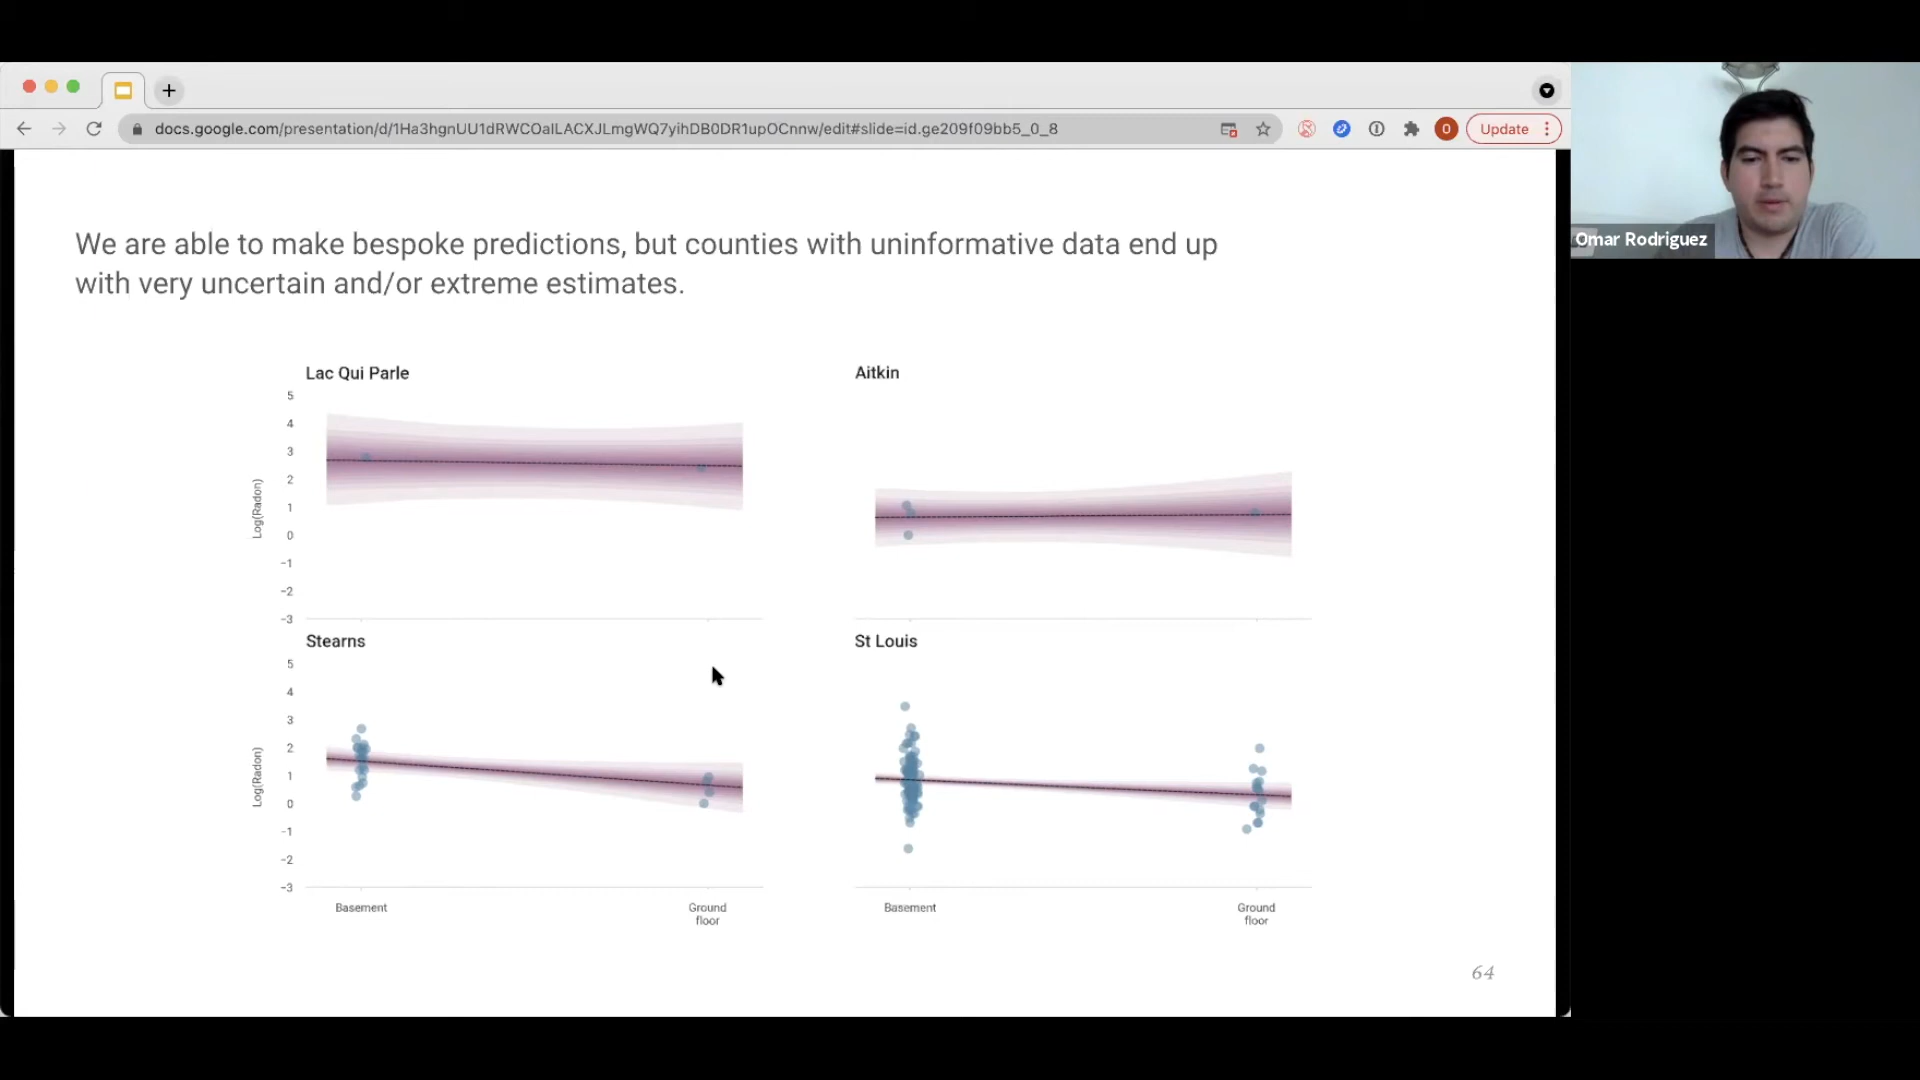 docs.google.com/presentation/d/1Ha3hgnUU1dRWCOalLACXJLmgWQ7yihDB0DR1upOCnnw/edit#slide=id.ge209f09bb5_0_8
O
Update
Omar Rodriguez
We are able to make bespoke predictions, but counties with uninformative data end up
with very uncertain and/or extreme estimates.
Lac Qui Parle
Aitkin
5
4
3
2
1
0
-1
-2
-3
Log(Radon)
Stearns
St Louis
5
4
3
2
1
0
-1
-2
-3
Log(Radon)
Basement
Ground
floor
Basement
Ground
floor
64